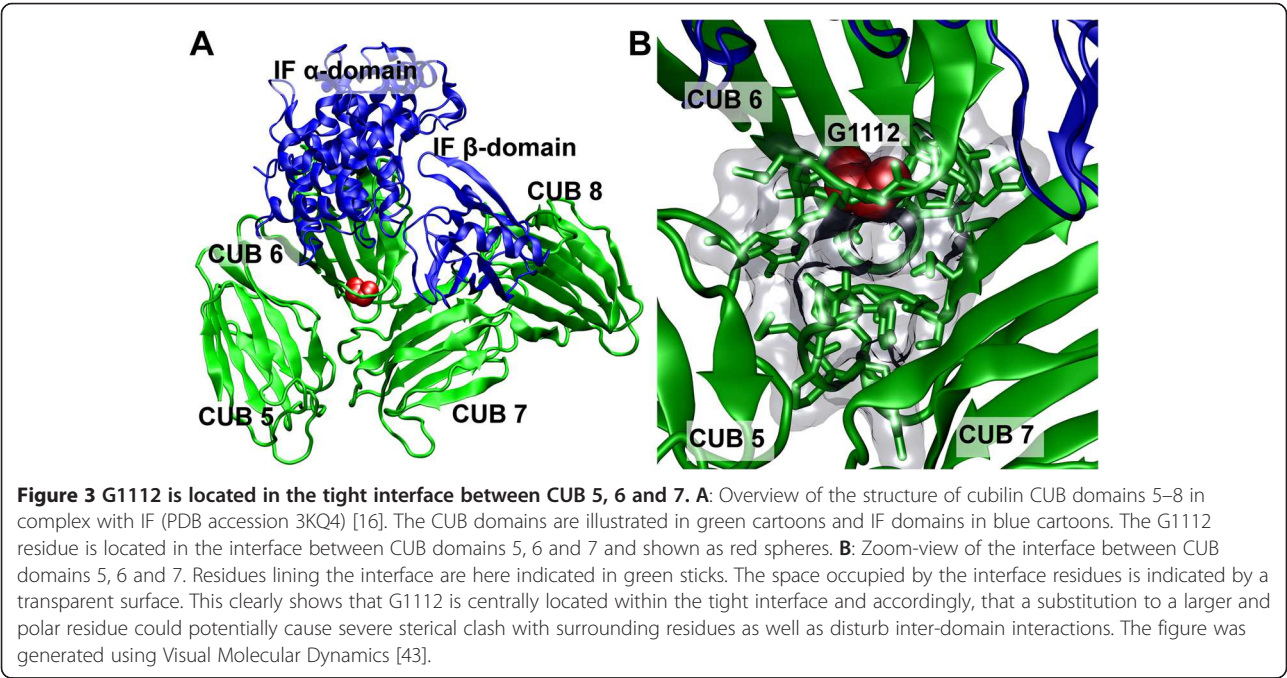 A
IF α-domain
IF β-domain
CUB 8
CUB 6
CUB 5
CUB 7
B
CUB 6
G1112
CUB 5
CUB 7
Figure 3 G1112 is located in the tight interface between CUB 5, 6 and 7. A: Overview of the structure of cubilin CUB domains 5–8 in
complex with IF (PDB accession 3KQ4) [16]. The CUB domains are illustrated in green cartoons and IF domains in blue cartoons. The G1112
residue is located in the interface between CUB domains 5, 6 and 7 and shown as red spheres. B: Zoom-view of the interface between CUB
domains 5, 6 and 7. Residues lining the interface are here indicated in green sticks. The space occupied by the interface residues is indicated by a
transparent surface. This clearly shows that G1112 is centrally located within the tight interface and accordingly, that a substitution to a larger and
polar residue could potentially cause severe sterical clash with surrounding residues as well as disturb inter-domain interactions. The figure was
generated using Visual Molecular Dynamics [43].